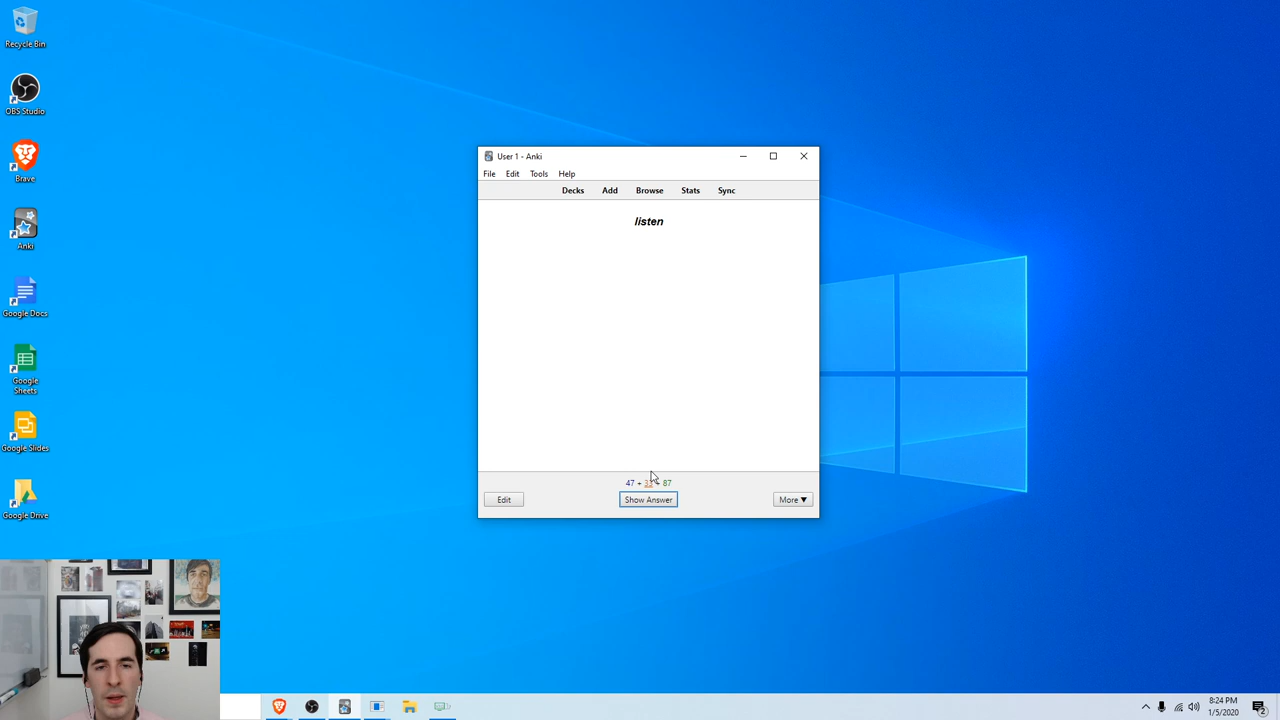 Recycle Bin
OBS Studio
Brave
Anki
Google Docs
Google
Sheets
Google Slides
Google Drive
User 1 - Anki
File Edit Tools Help
Decks Add Browse Stats Sync
listen
47 + + 87
Edit Show Answer More ▼
8:24 PM
1/5/2020
2